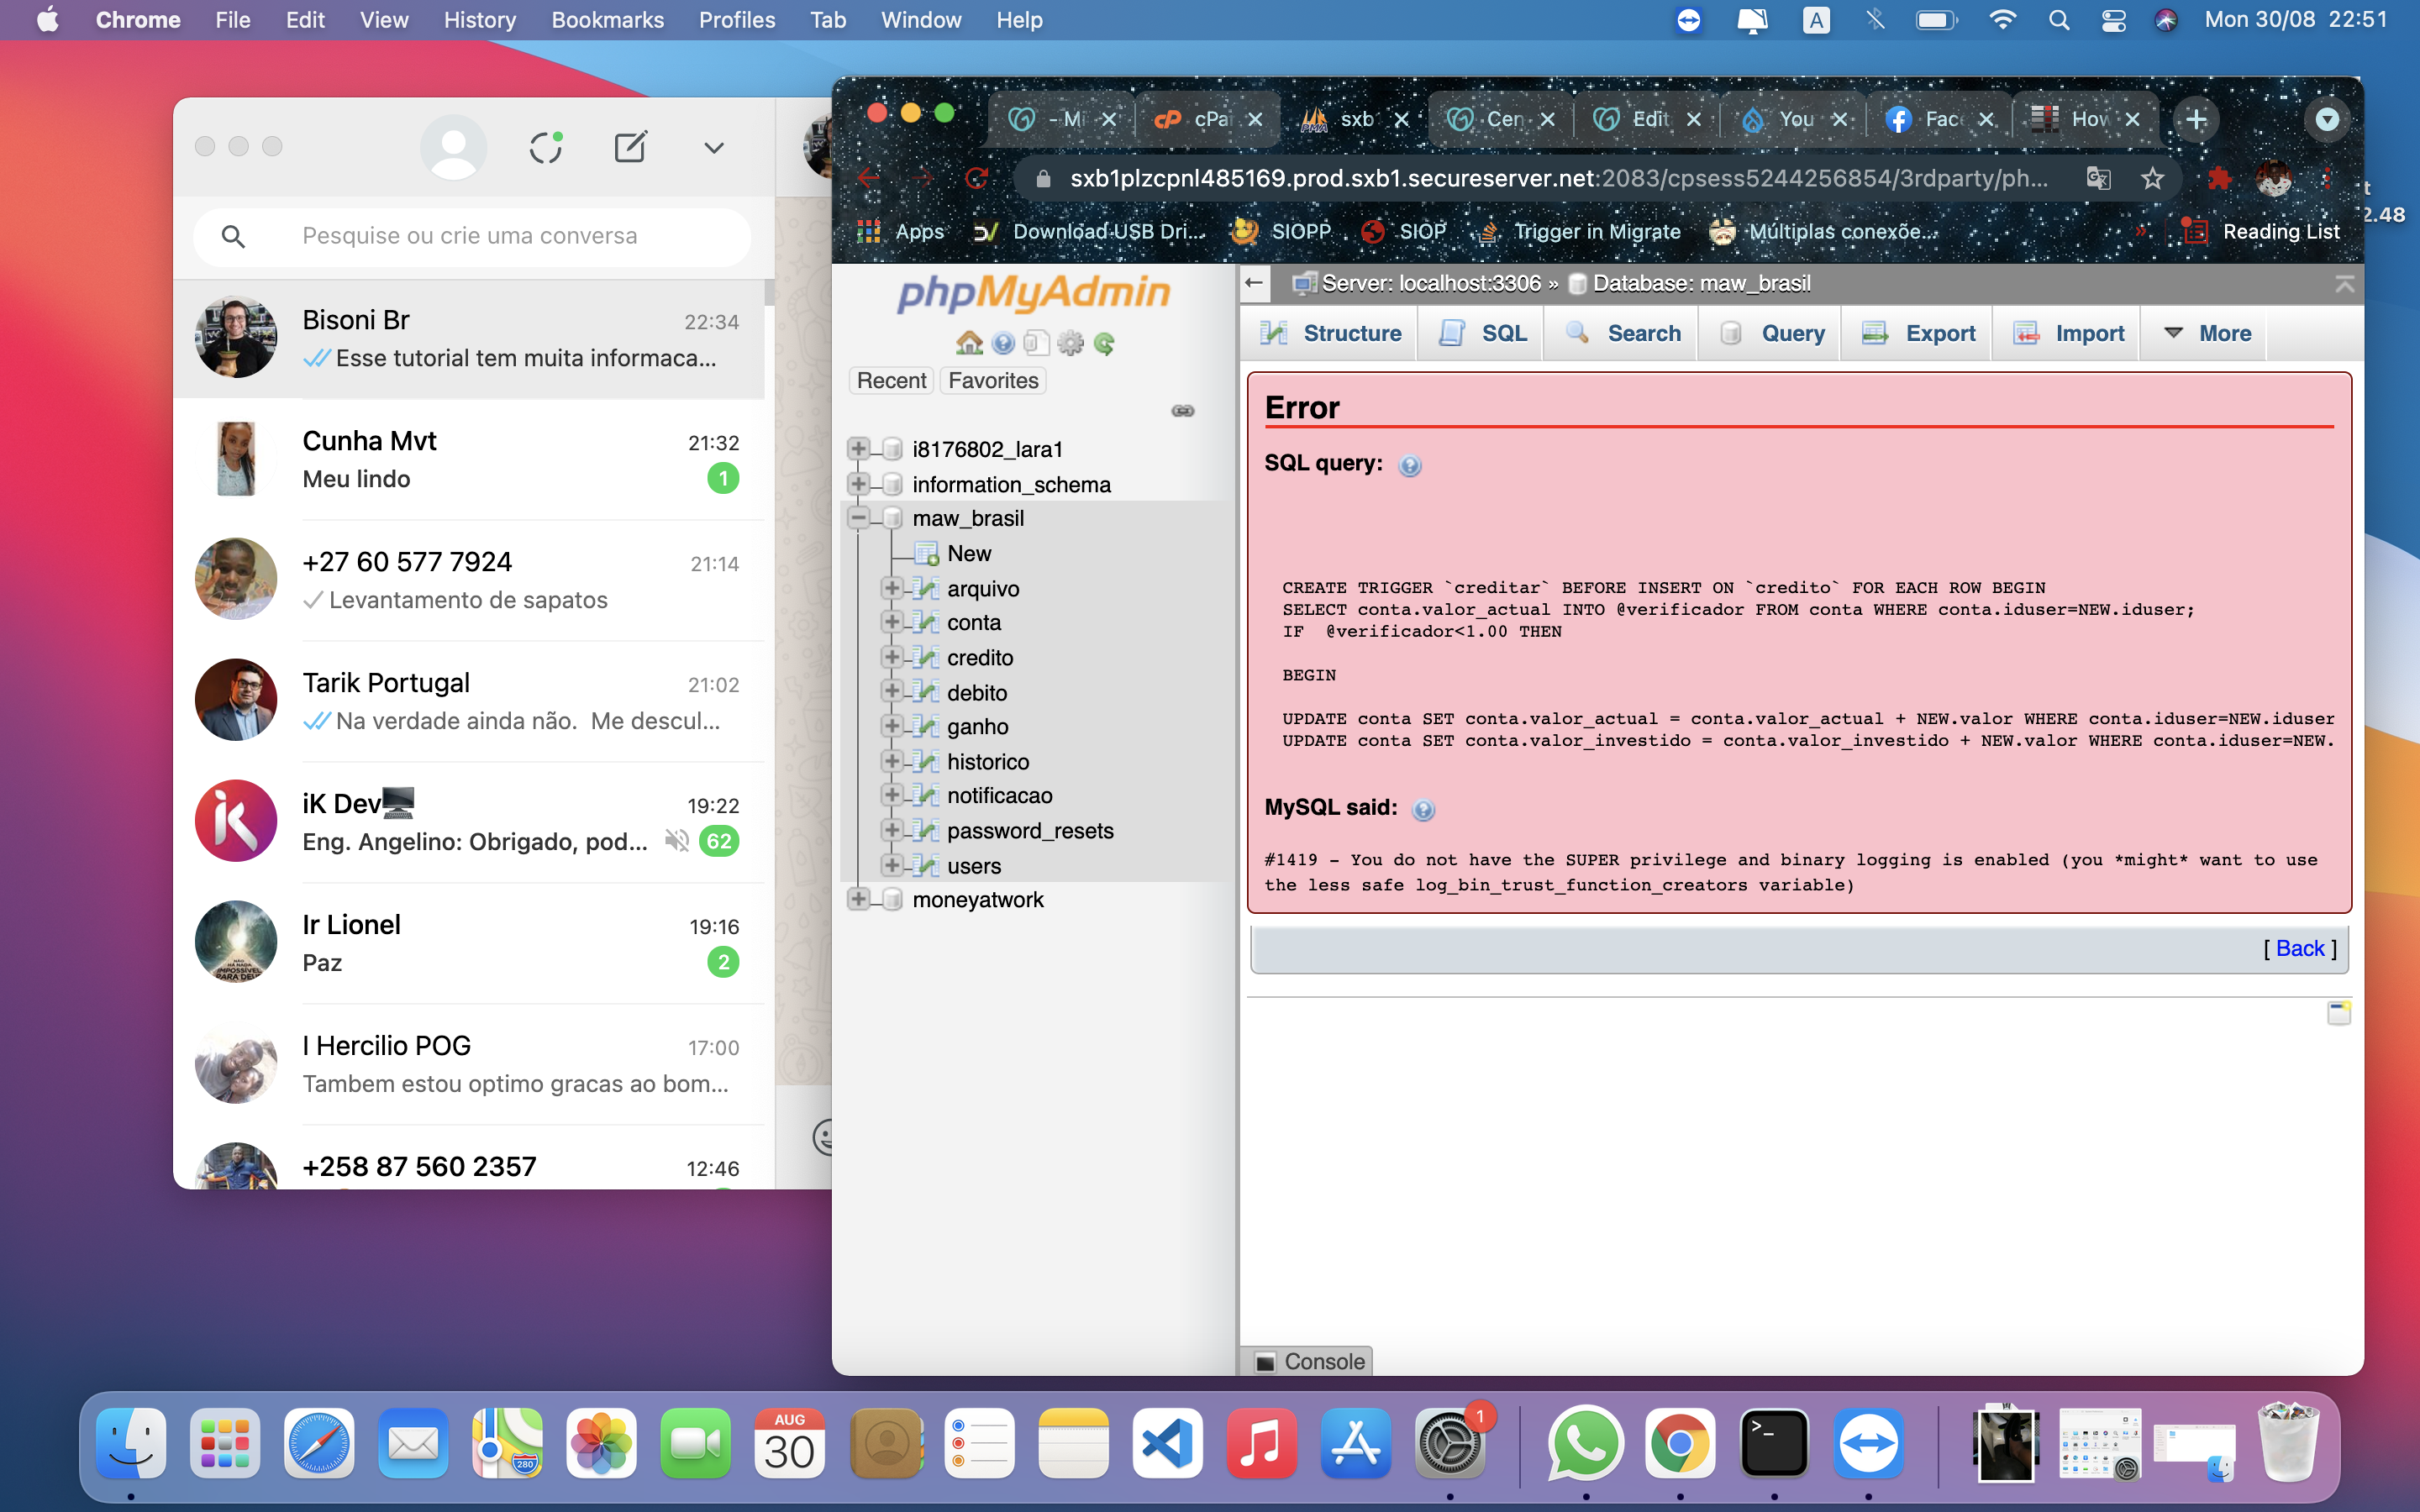 Chrome File Edit View History Bookmarks Profiles Tab Window Help
A
Mon 30/08 22:51
Pesquise ou crie uma conversa
Bisoni Br 22:34
Esse tutorial tem muita informaca...
Cunha Mvt 21:32
Meu lindo 1
+27 60 577 7924 21:14
Levantamento de sapatos
Tarik Portugal 21:02
Na verdade ainda não. Me descul...
iK Dev 19:22
Eng. Angelino: Obrigado, pod... 62
Ir Lionel 19:16
Paz 2
I Hercilio POG 17:00
Tambem estou optimo gracas ao bom...
+258 87 560 2357 12:46
- Mi cPa sxb Cer Edit You Fac How
sxb1plzcpnl485169.prod.sxb1.secureserver.net:2083/cpsess5244256854/3rdparty/ph...
Apps Download USB Dri... SIOPP SIOP Trigger in Migrate Múltiplas conexõe... » Reading List
t
2.48
phpMyAdmin
Recent Favorites
i8176802_lara1
information_schema
maw_brasil
New
arquivo
conta
credito
debito
ganho
historico
notificacao
password_resets
users
moneyatwork
Server: localhost:3306 » Database: maw_brasil
Structure SQL Search Query Export Import More
Error
SQL query:
CREATE TRIGGER `creditar` BEFORE INSERT ON `credito` FOR EACH ROW BEGIN
SELECT conta.valor_actual INTO @verificador FROM conta WHERE conta.iduser=NEW.iduser;
IF @verificador<1.00 THEN
BEGIN
UPDATE conta SET conta.valor_actual = conta.valor_actual + NEW.valor WHERE conta.iduser=NEW.iduser
UPDATE conta SET conta.valor_investido = conta.valor_investido + NEW.valor WHERE conta.iduser=NEW.
MySQL said:
#1419 - You do not have the SUPER privilege and binary logging is enabled (you *might* want to use
the less safe log_bin_trust_function_creators variable)
[ Back ]
Console
AUG
30
280
1